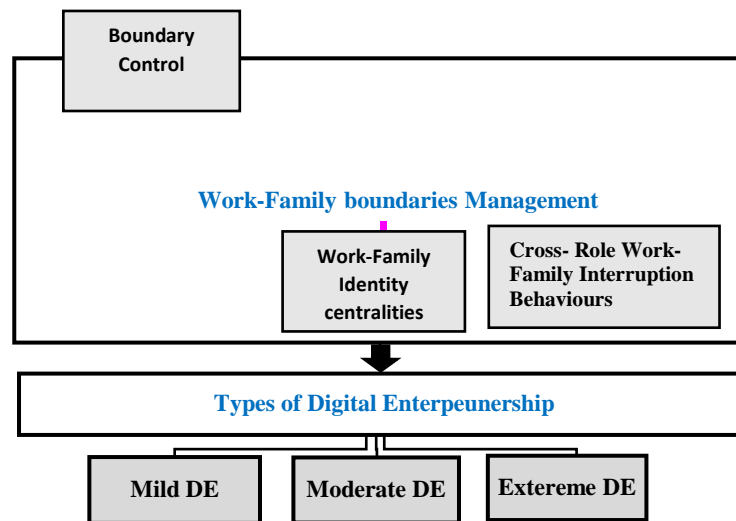 Boundary
Control
Work-Family boundaries Management
Work-Family
Identity
centralities
Cross- Role Work-
Family Interruption
Behaviours
Types of Digital Enterpeunership
Mild DE
Moderate DE
Extereme DE